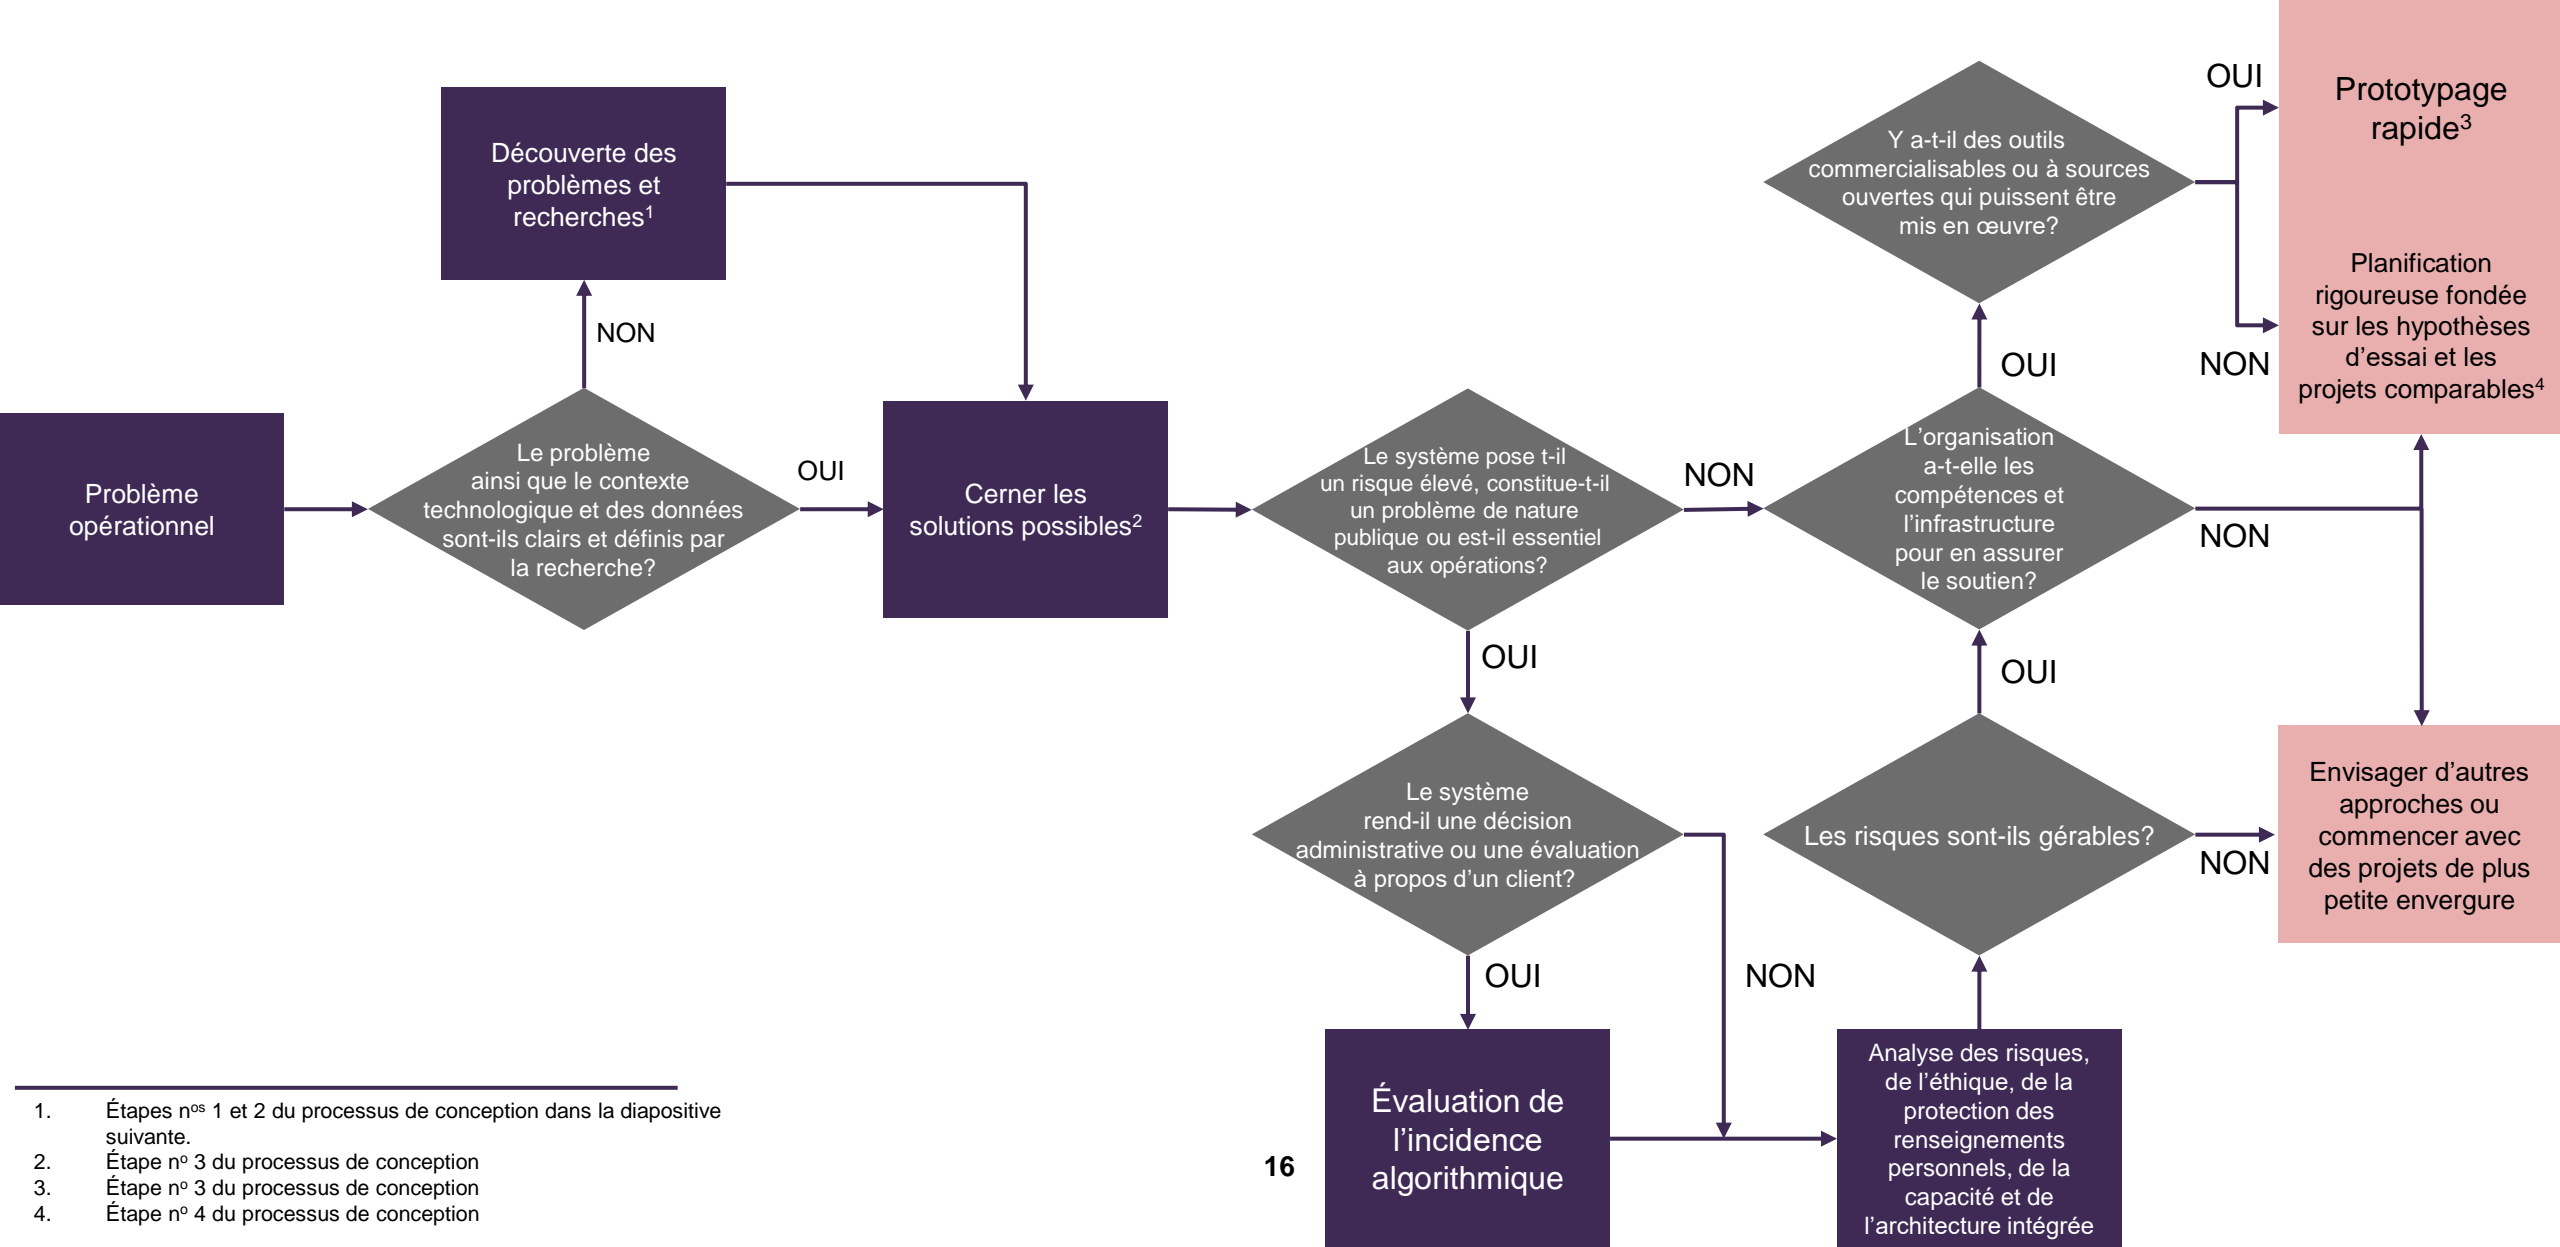 Problème
opérationnel
Le problème
ainsi que le contexte
technologique et des données
sont-ils clairs et définis par
la recherche?
NON
Découverte des
problèmes et
recherches1
OUI
Cerner les
solutions possibles2
Le système pose t-il
un risque élevé, constitue-t-il
un problème de nature
publique ou est-il essentiel
aux opérations?
NON
OUI
Le système
rend-il une décision
administrative ou une évaluation
à propos d’un client?
OUI
NON
Évaluation de
l’incidence
algorithmique
Analyse des risques,
de l’éthique, de la
protection des
renseignements
personnels, de la
capacité et de
l’architecture intégrée
Les risques sont-ils gérables?
OUI
NON
L’organisation
a-t-elle les
compétences et
l’infrastructure
pour en assurer
le soutien?
OUI
NON
Y a-t-il des outils
commercialisables ou à sources
ouvertes qui puissent être
mis en œuvre?
OUI
NON
Prototypage
rapide3
Planification
rigoureuse fondée
sur les hypothèses
d’essai et les
projets comparables4
Envisager d’autres
approches ou
commencer avec
des projets de plus
petite envergure
1. Étapes nos 1 et 2 du processus de conception dans la diapositive
suivante.
2. Étape no 3 du processus de conception
3. Étape no 3 du processus de conception
4. Étape no 4 du processus de conception
16